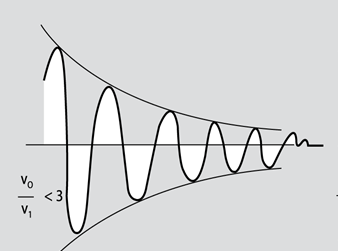 v₀
v₁ < 3